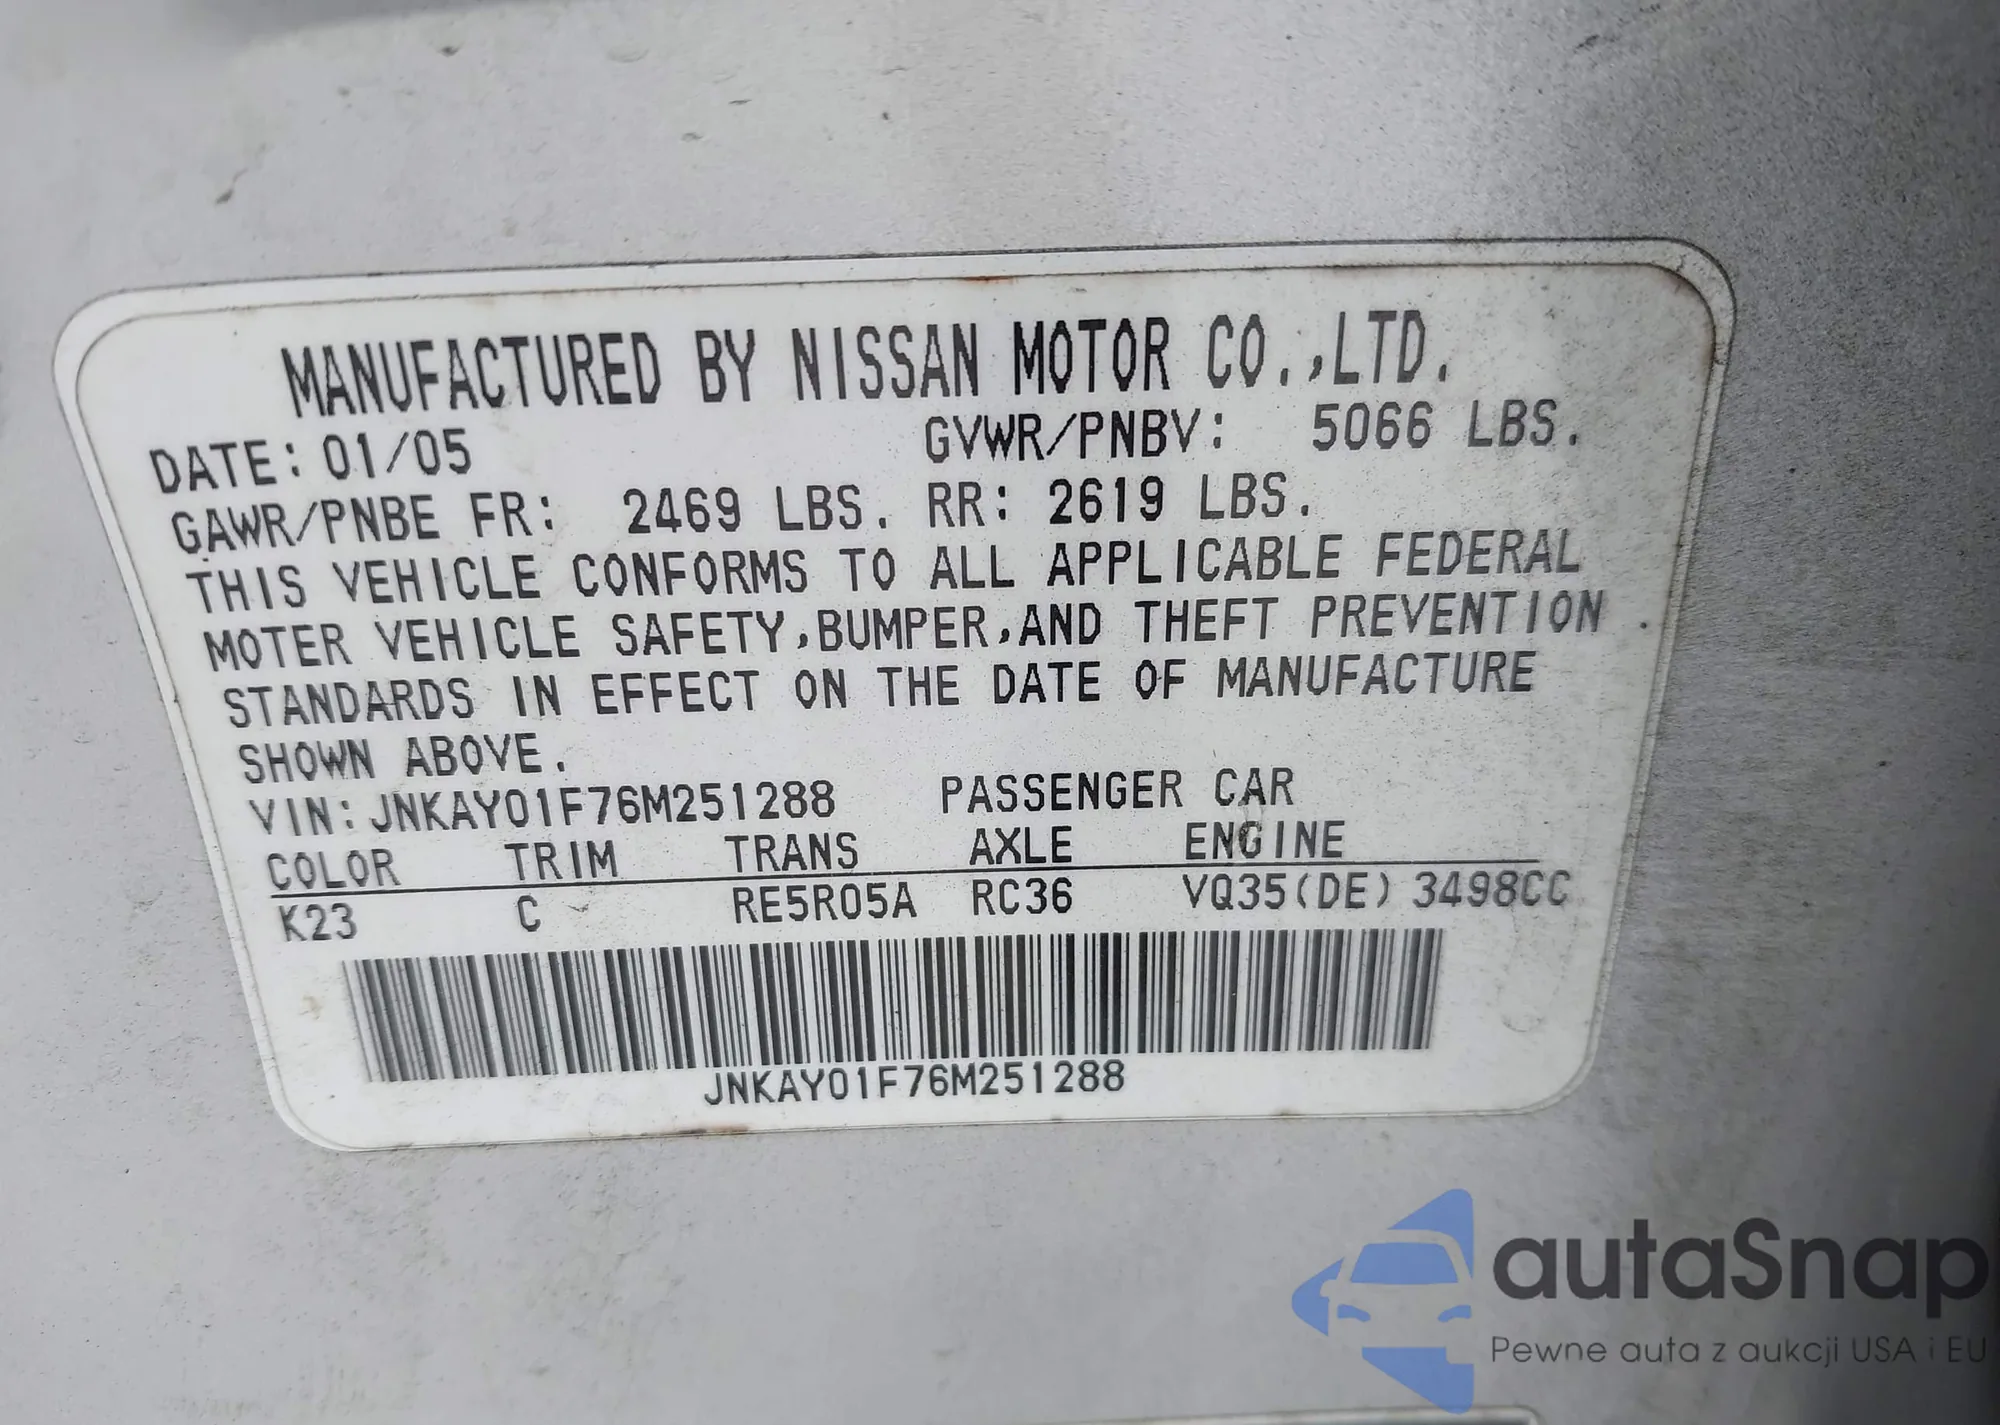 MANUFACTURED BY NISSAN MOTOR CO.,LTD.
DATE: 01/05 GVWR/PNBV: 5066 LBS.
GAWR/PNBE FR: 2469 LBS. RR: 2619 LBS.
THIS VEHICLE CONFORMS TO ALL APPLICABLE FEDERAL
MOTER VEHICLE SAFETY,BUMPER,AND THEFT PREVENTION .
STANDARDS IN EFFECT ON THE DATE OF MANUFACTURE
SHOWN ABOVE.
VIN: JNKAY01F76M251288 PASSENGER CAR
COLOR TRIM TRANS AXLE ENGINE
K23 C RE5R05A RC36 VQ35(DE) 3498CC
JNKAY01F76M251288
autaSnap
Pewne auta z aukcji USA i EU